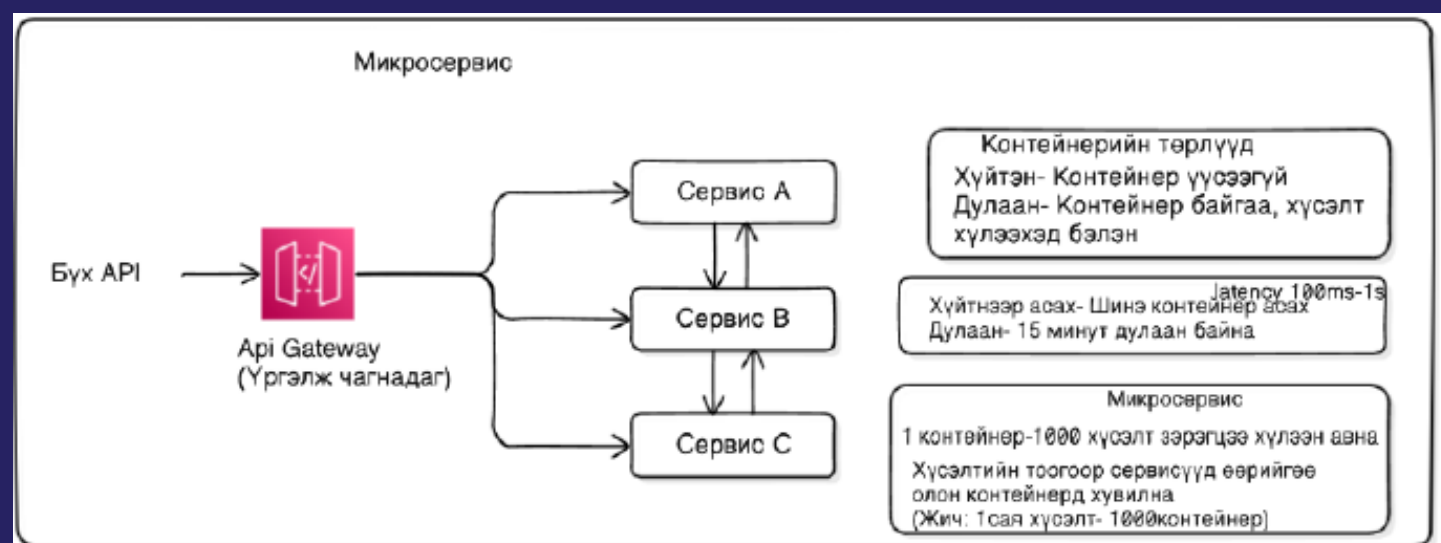 Микросервис
Бүх API
Api Gateway
(Үргэлж чагнадаг)
Сервис A
Сервис B
Сервис C
Контейнерийн төрлүүд
Хүйтэн- Контейнер үүсээгүй
Дулаан- Контейнер байгаа, хүсэлт
хүлээхэд бэлэн
latency 100ms-1s
Хүйтнээр асах- Шинэ контейнер асах
Дулаан- 15 минут дулаан байна
Микросервис
1 контейнер-1000 хүсэлт зэрэгцээ хүлээн авна
Хүсэлтийн тоогоор сервисүүд өөрийгөө
олон контейнерд хувилна
(Жич: 1сая хүсэлт- 1000контейнер)